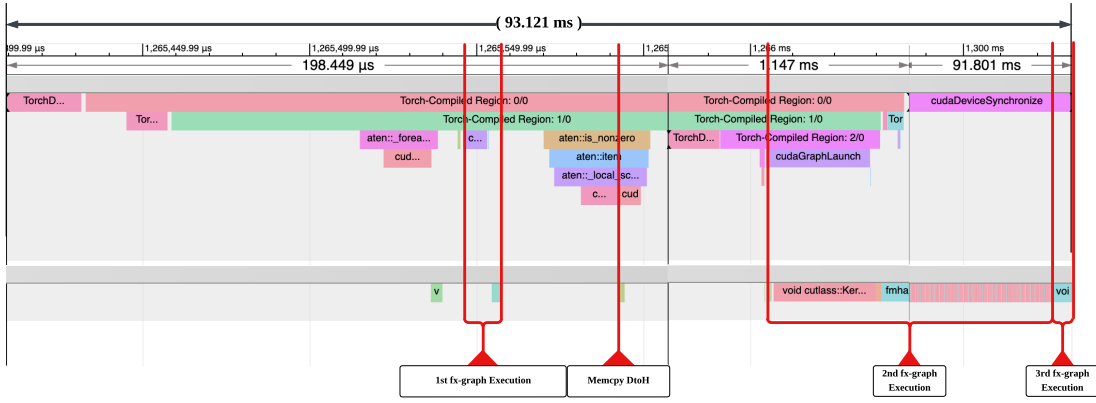 ( 93.121 ms )
399.99 µs 1,265,449.99 µs 1,265,499.99 µs 1,265,549.99 µs 1,265 1,266 ms 1,300 ms
198.449 µs 1.147 ms 91.801 ms
TorchD... Torch-Compiled Region: 0/0 Torch-Compiled Region: 0/0 cudaDeviceSynchronize
Tor... Torch-Compiled Region: 1/0 Torch-Compiled Region: 1/0 Tor
aten::_forea... c... aten::is_nonzero TorchD... Torch-Compiled Region: 2/0
cud... aten::item cudaGraphLaunch
aten::_local_sc...
c... cud
v void cutlass::Ker... fmha voi
1st fx-graph Execution
Memcpy DtoH
2nd fx-graph
Execution
3rd fx-graph
Execution